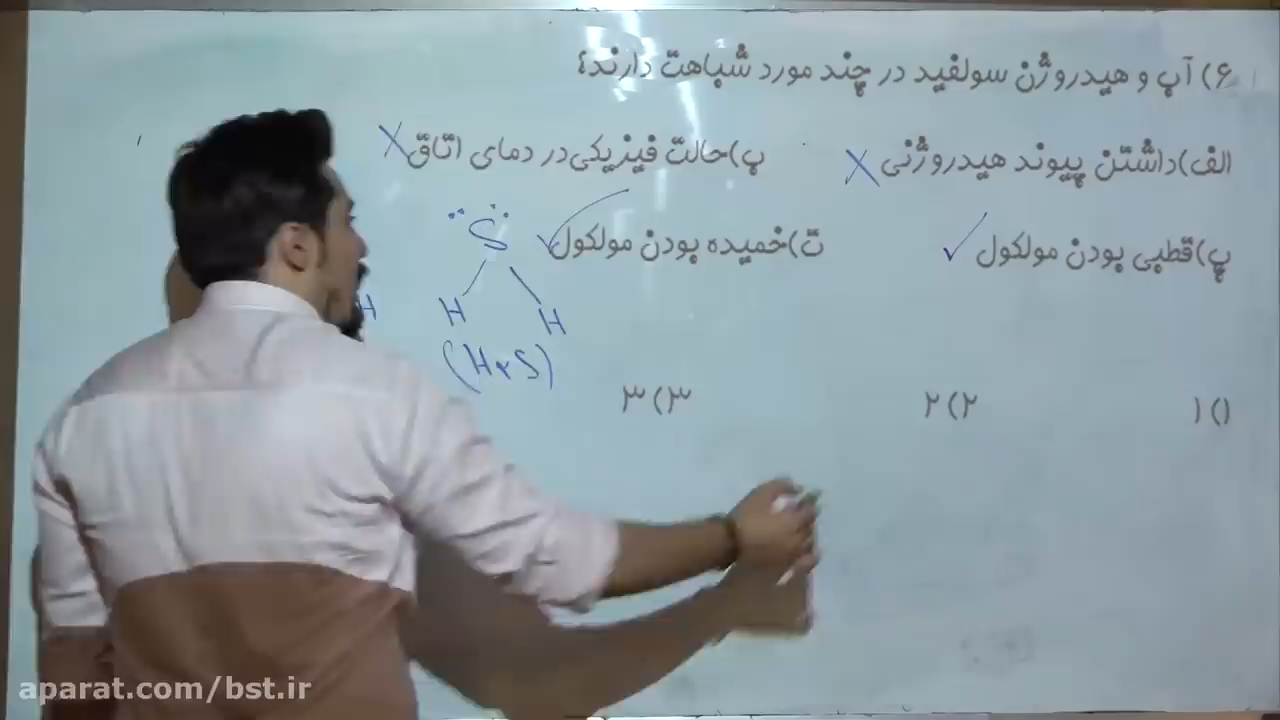 ۶) آب و هیدروژن سولفید در چند مورد شباهت دارند؟
الف)داشتن پیوند هیدروژنی X ب)حالت فیزیکی در دمای اتاق X
پ)قطبی بودن مولکول ✓ ت)خمیده بودن مولکول ✓
S
H H H
(H₂S)
۱) ۱ ۲) ۲ ۳) ۳
aparat.com/bst.ir